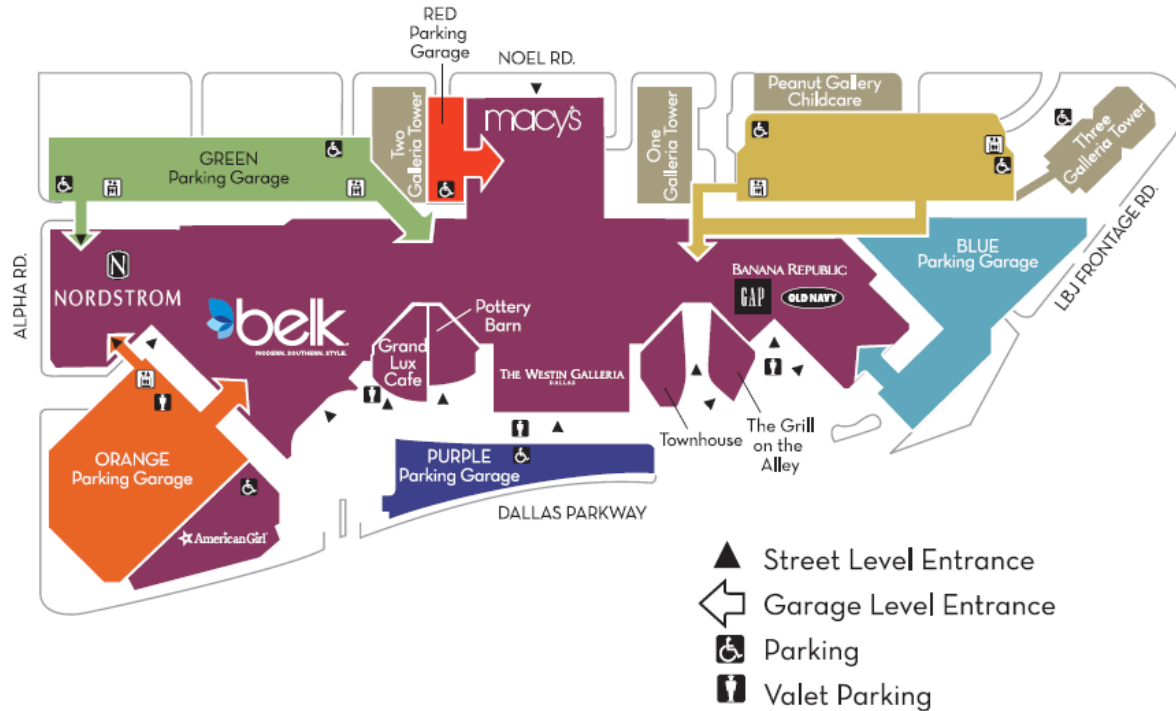 RED
Parking
Garage
NOEL RD.
Peanut Gallery
Childcare
Two
Galleria Tower
macy's
One
Galleria Tower
Three
Galleria Tower
GREEN
Parking Garage
ALPHA RD.
N
NORDSTROM
belk
MODERN. SOUTHERN. STYLE.
Pottery
Barn
Grand
Lux
Cafe
THE WESTIN GALLERIA
DALLAS
BANANA REPUBLIC
GAP
OLD NAVY
BLUE
Parking Garage
LBJ FRONTAGE RD.
Townhouse
The Grill
on the
Alley
ORANGE
Parking Garage
AmericanGirl
PURPLE
Parking Garage
DALLAS PARKWAY
Street Level Entrance
Garage Level Entrance
Parking
Valet Parking